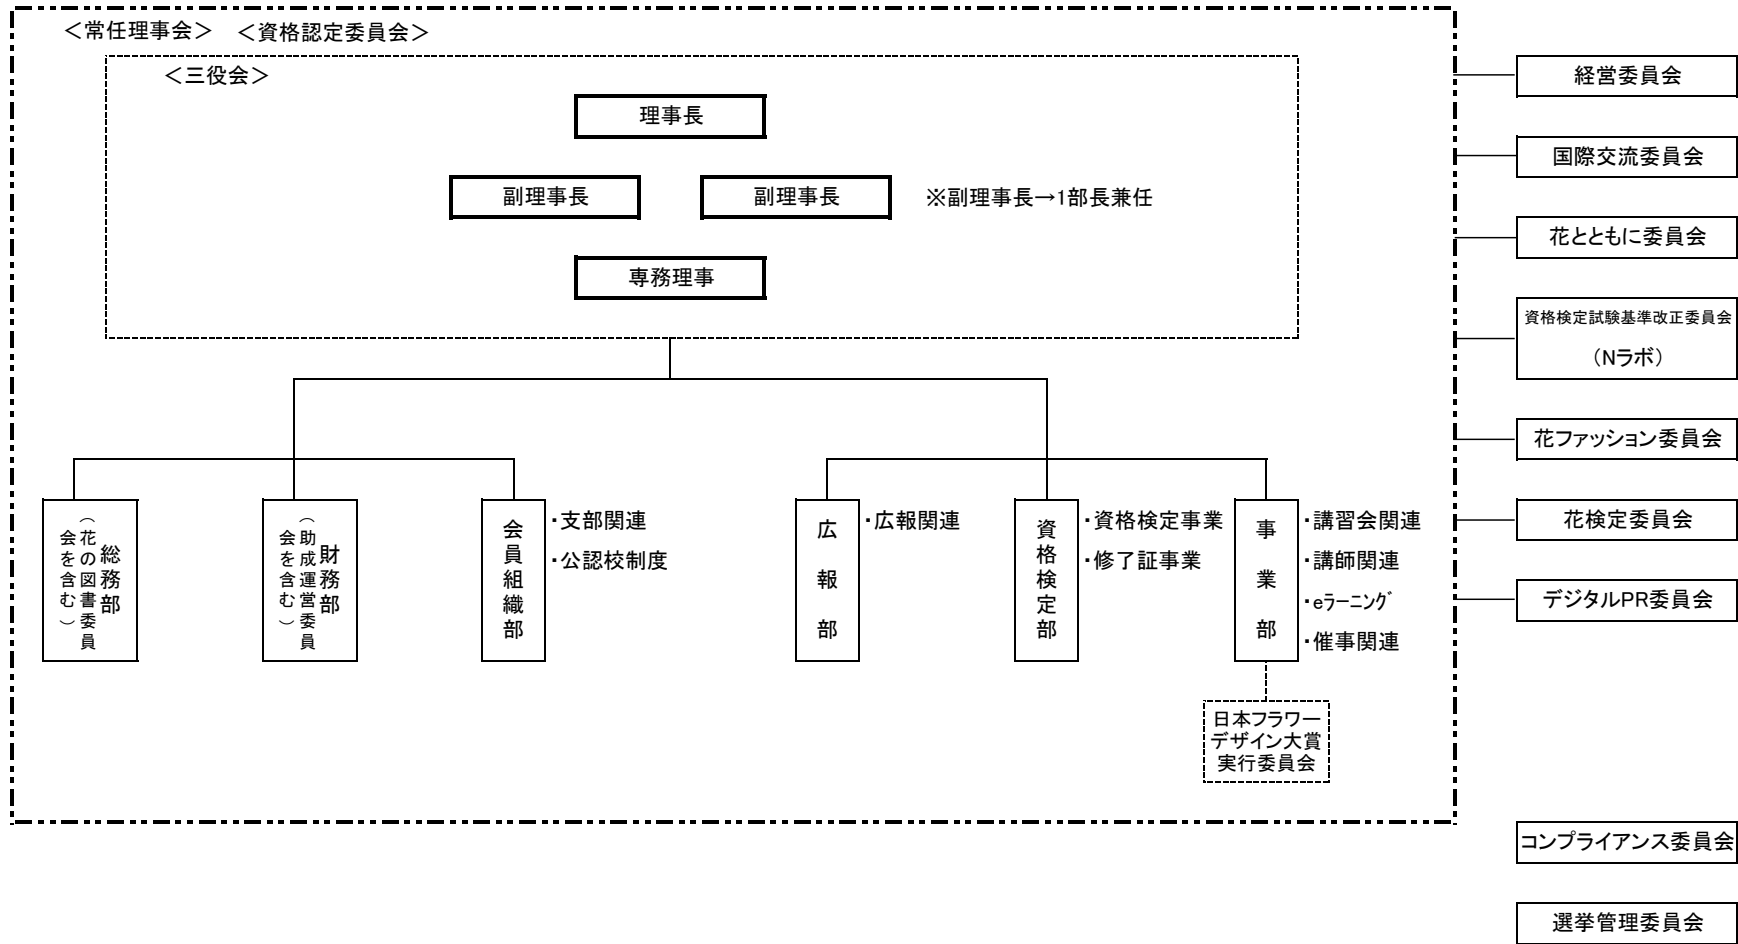 ＜常任理事会＞ ＜資格認定委員会＞
＜三役会＞
理事長
副理事長
副理事長
※副理事長→1部長兼任
専務理事
総務部
（花の図書委員
会を含む）
財務部
（助成運営委員
会を含む）
会員組織部
・支部関連
・公認校制度
広報部
・広報関連
資格検定部
・資格検定事業
・修了証事業
事業部
・講習会関連
・講師関連
・eﾗｰﾆﾝｸﾞ
・催事関連
日本フラワー
デザイン大賞
実行委員会
経営委員会
国際交流委員会
花とともに委員会
資格検定試験基準改正委員会
（Nラボ）
花ファッション委員会
花検定委員会
デジタルPR委員会
コンプライアンス委員会
選挙管理委員会